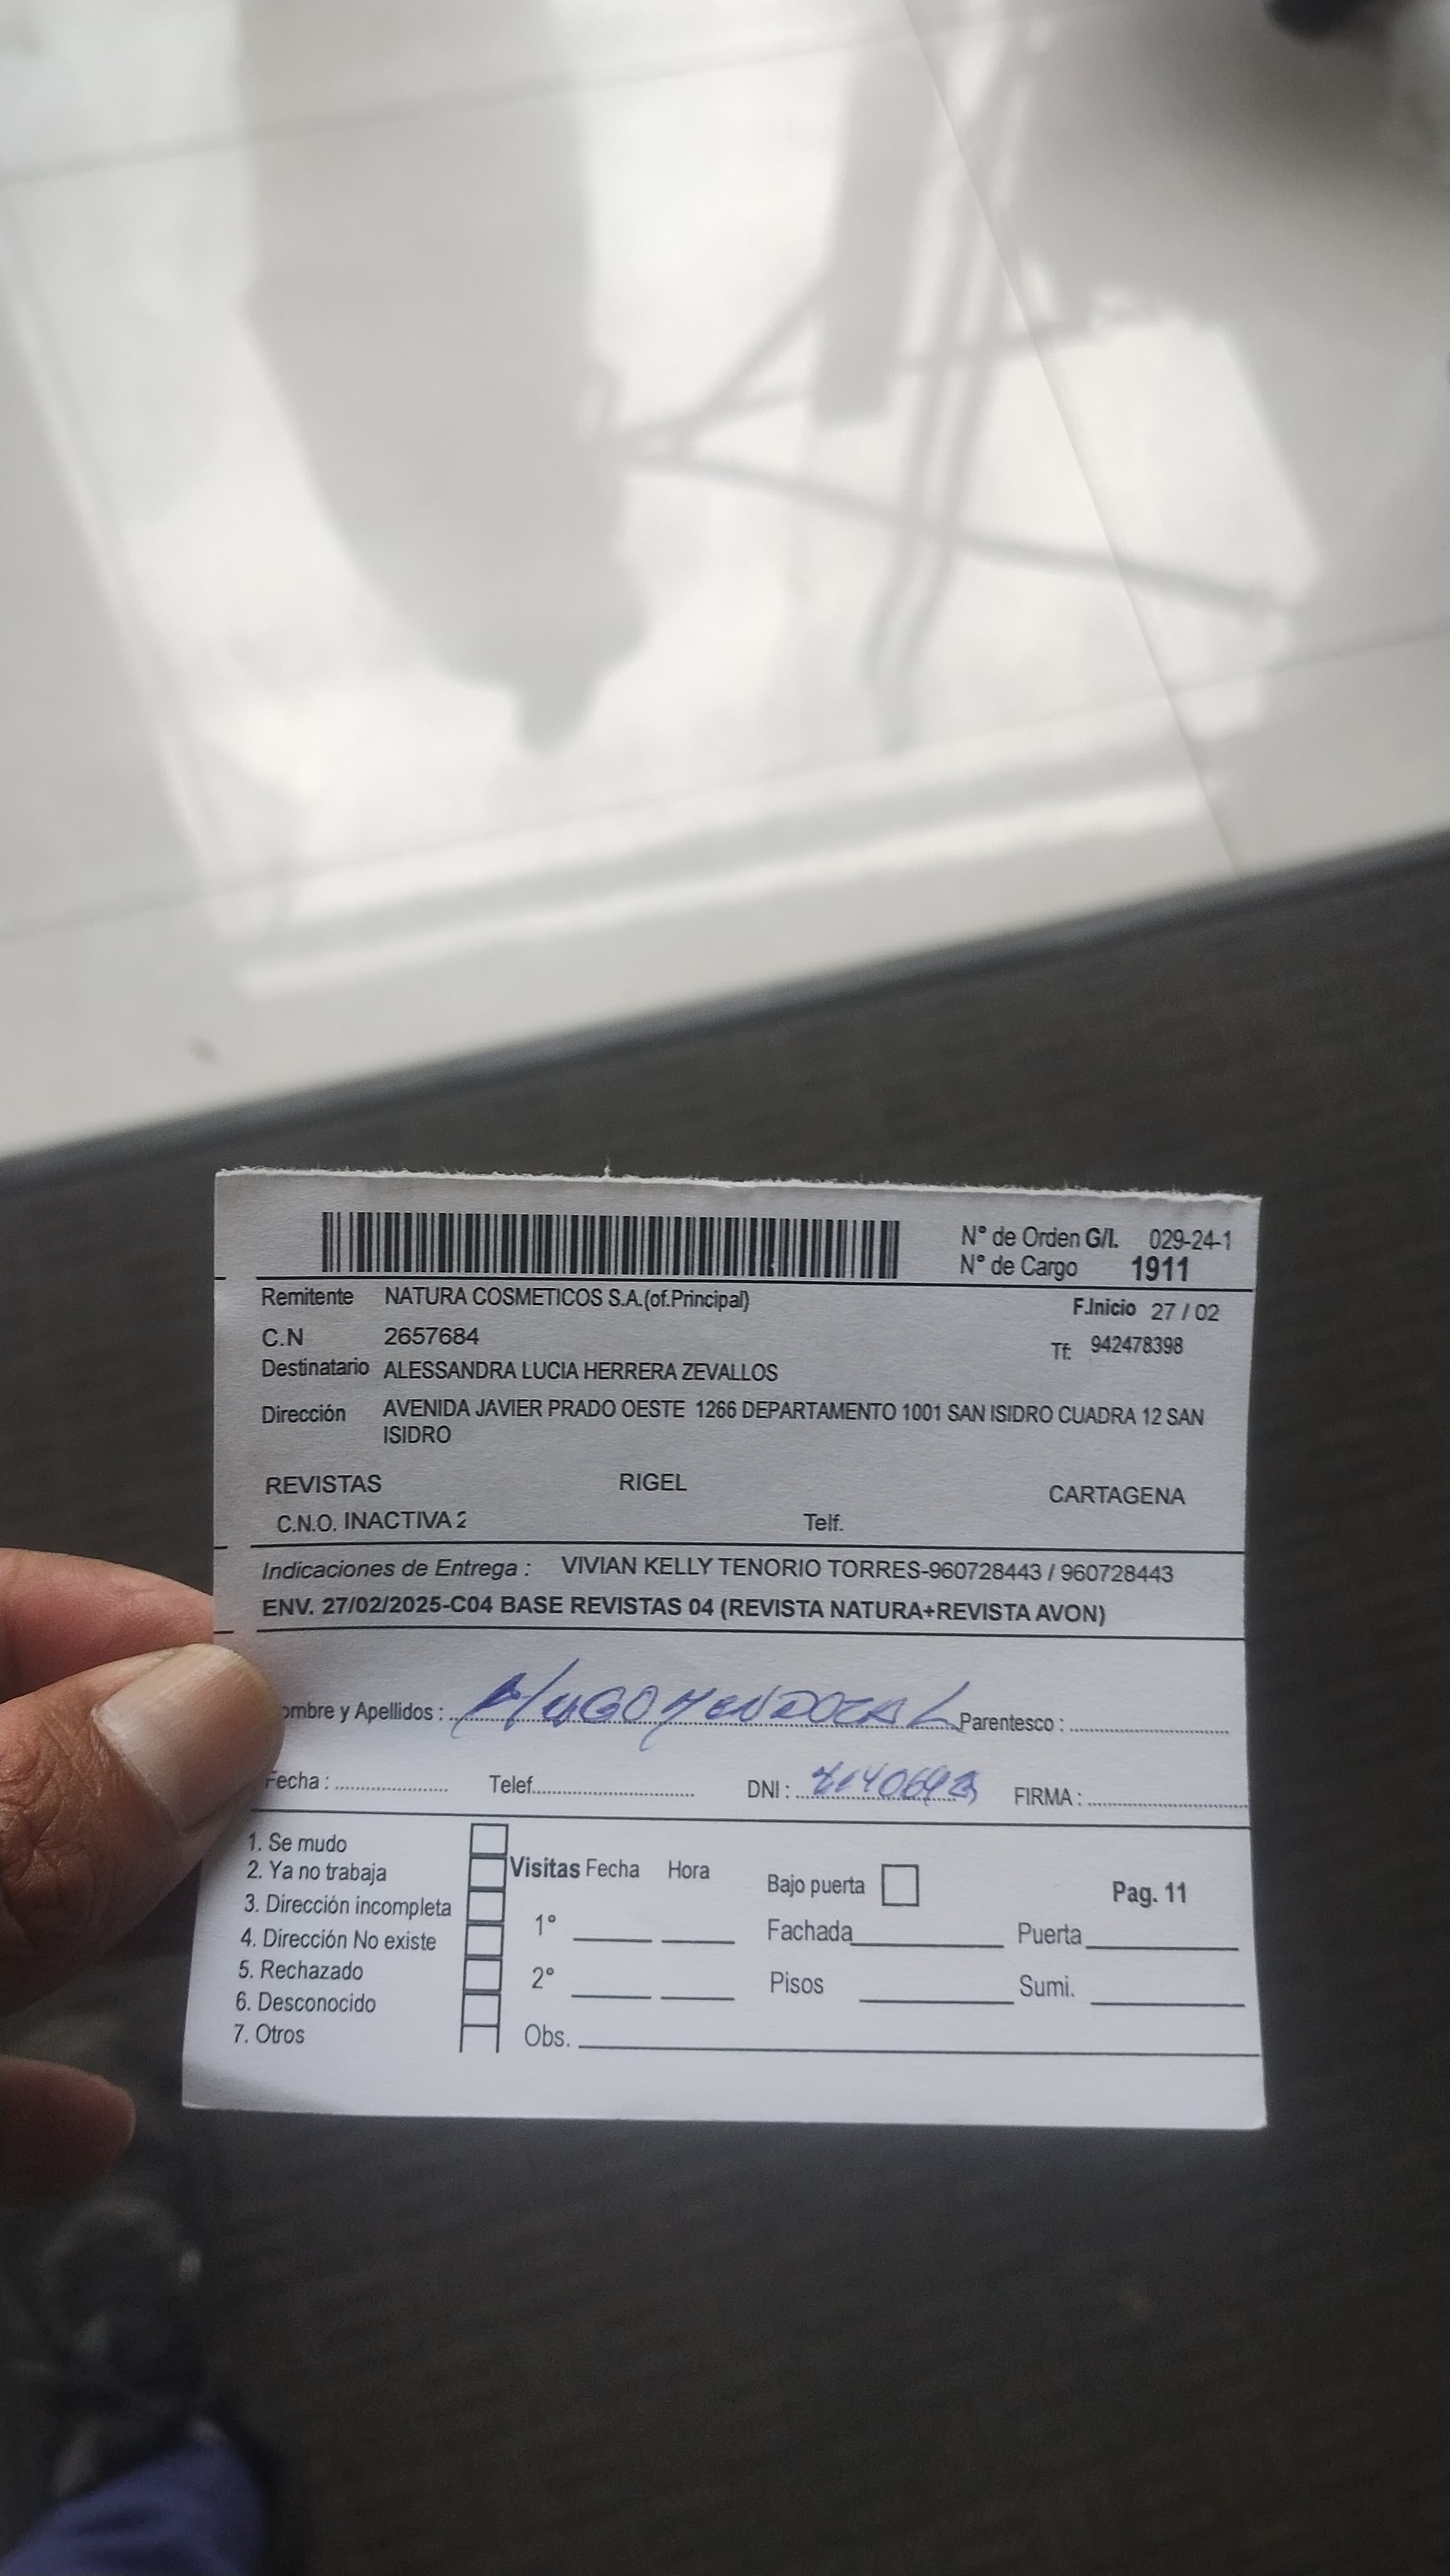 N° de Orden G/I. 029-24-1
N° de Cargo 1911
Remitente NATURA COSMETICOS S.A.(of.Principal) F.Inicio 27 / 02
C.N 2657684 Tf: 942478398
Destinatario ALESSANDRA LUCIA HERRERA ZEVALLOS
Dirección AVENIDA JAVIER PRADO OESTE 1266 DEPARTAMENTO 1001 SAN ISIDRO CUADRA 12 SAN
ISIDRO
REVISTAS RIGEL CARTAGENA
C.N.O. INACTIVA 2 Telf.
Indicaciones de Entrega : VIVIAN KELLY TENORIO TORRES-960728443 / 960728443
ENV. 27/02/2025-C04 BASE REVISTAS 04 (REVISTA NATURA+REVISTA AVON)
ombre y Apellidos : HUGO MENDOZA L Parentesco :
Fecha : Telef. DNI : FIRMA :
1. Se mudo
2. Ya no trabaja
3. Dirección incompleta
4. Dirección No existe
5. Rechazado
6. Desconocido
7. Otros
Visitas Fecha Hora Bajo puerta Pag. 11
1° Fachada Puerta
2° Pisos Sumi.
Obs.